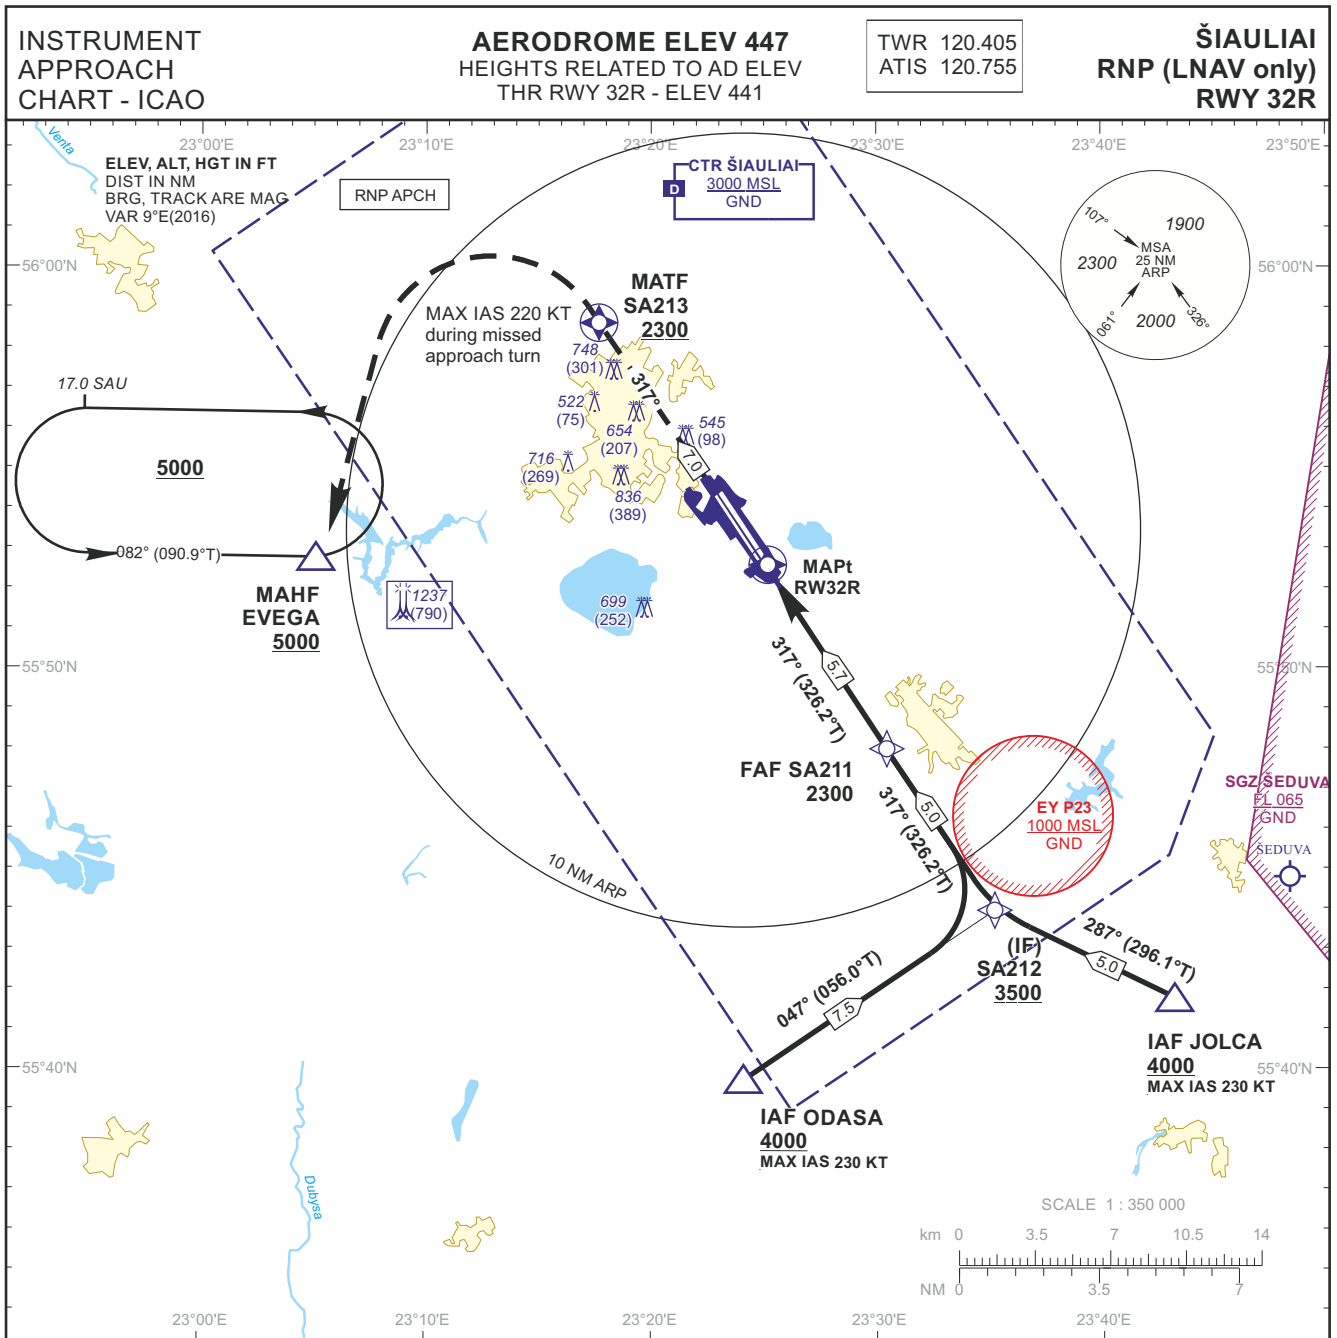 INSTRUMENT
APPROACH
CHART - ICAO
AERODROME ELEV 447
HEIGHTS RELATED TO AD ELEV
THR RWY 32R - ELEV 441
TWR 120.405
ATIS 120.755
ŠIAULIAI
RNP (LNAV only)
RWY 32R
23°00'E
23°10'E
23°20'E
23°30'E
23°40'E
23°50'E
Venta
ELEV, ALT, HGT IN FT
DIST IN NM
BRG, TRACK ARE MAG
VAR 9°E(2016)
RNP APCH
CTR ŠIAULIAI
D
3000 MSL
GND
107°
1900
MSA
25 NM
ARP
2300
061°
2000
326°
56°00'N
56°00'N
MATF
SA213
2300
MAX IAS 220 KT
during missed
approach turn
748
(301)
317°
522
(75)
654
(207)
545
(98)
7.0
716
(269)
836
(389)
17.0 SAU
5000
082° (090.9°T)
MAHF
EVEGA
5000
1237
(790)
699
(252)
MAPt
RW32R
55°50'N
55°50'N
317° (326.2°T)
5.7
FAF SA211
2300
317° (326.2°T)
5.0
EY P23
1000 MSL
GND
SGZ ŠEDUVA
FL 065
GND
ŠEDUVA
10 NM ARP
(IF)
SA212
3500
287° (296.1°T)
5.0
047° (056.0°T)
7.5
IAF JOLCA
4000
MAX IAS 230 KT
55°40'N
55°40'N
IAF ODASA
4000
MAX IAS 230 KT
Dubysa
SCALE 1 : 350 000
km 0 3.5 7 10.5 14
NM 0 3.5 7
23°00'E
23°10'E
23°20'E
23°30'E
23°40'E